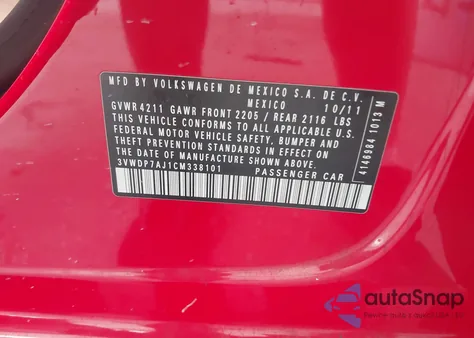 MFD BY VOLKSWAGEN DE MEXICO S.A. DE C.V.
MEXICO 10/11
GVWR 4211 GAWR FRONT 2205 / REAR 2116 LBS
THIS VEHICLE CONFORMS TO ALL APPLICABLE U.S.
FEDERAL MOTOR VEHICLE SAFETY, BUMPER AND
THEFT PREVENTION STANDARDS IN EFFECT ON
THE DATE OF MANUFACTURE SHOWN ABOVE.
3VWDP7AJ1CM338101 PASSENGER CAR
4146984 1013 M
autaSnap